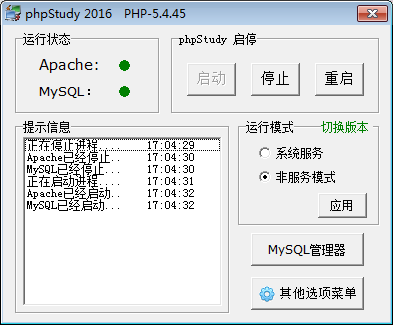 phpStudy 2016 PHP-5.4.45
运行状态
Apache:
MySQL:
phpStudy 启停
启动 停止 重启
提示信息
正在停止进程.... 17:04:29
Apache已经停止.. 17:04:30
MySQL已经停止... 17:04:30
正在启动进程.... 17:04:31
Apache已经启动.. 17:04:32
MySQL已经启动... 17:04:32
运行模式 切换版本
系统服务
非服务模式
应用
MySQL管理器
其他选项菜单